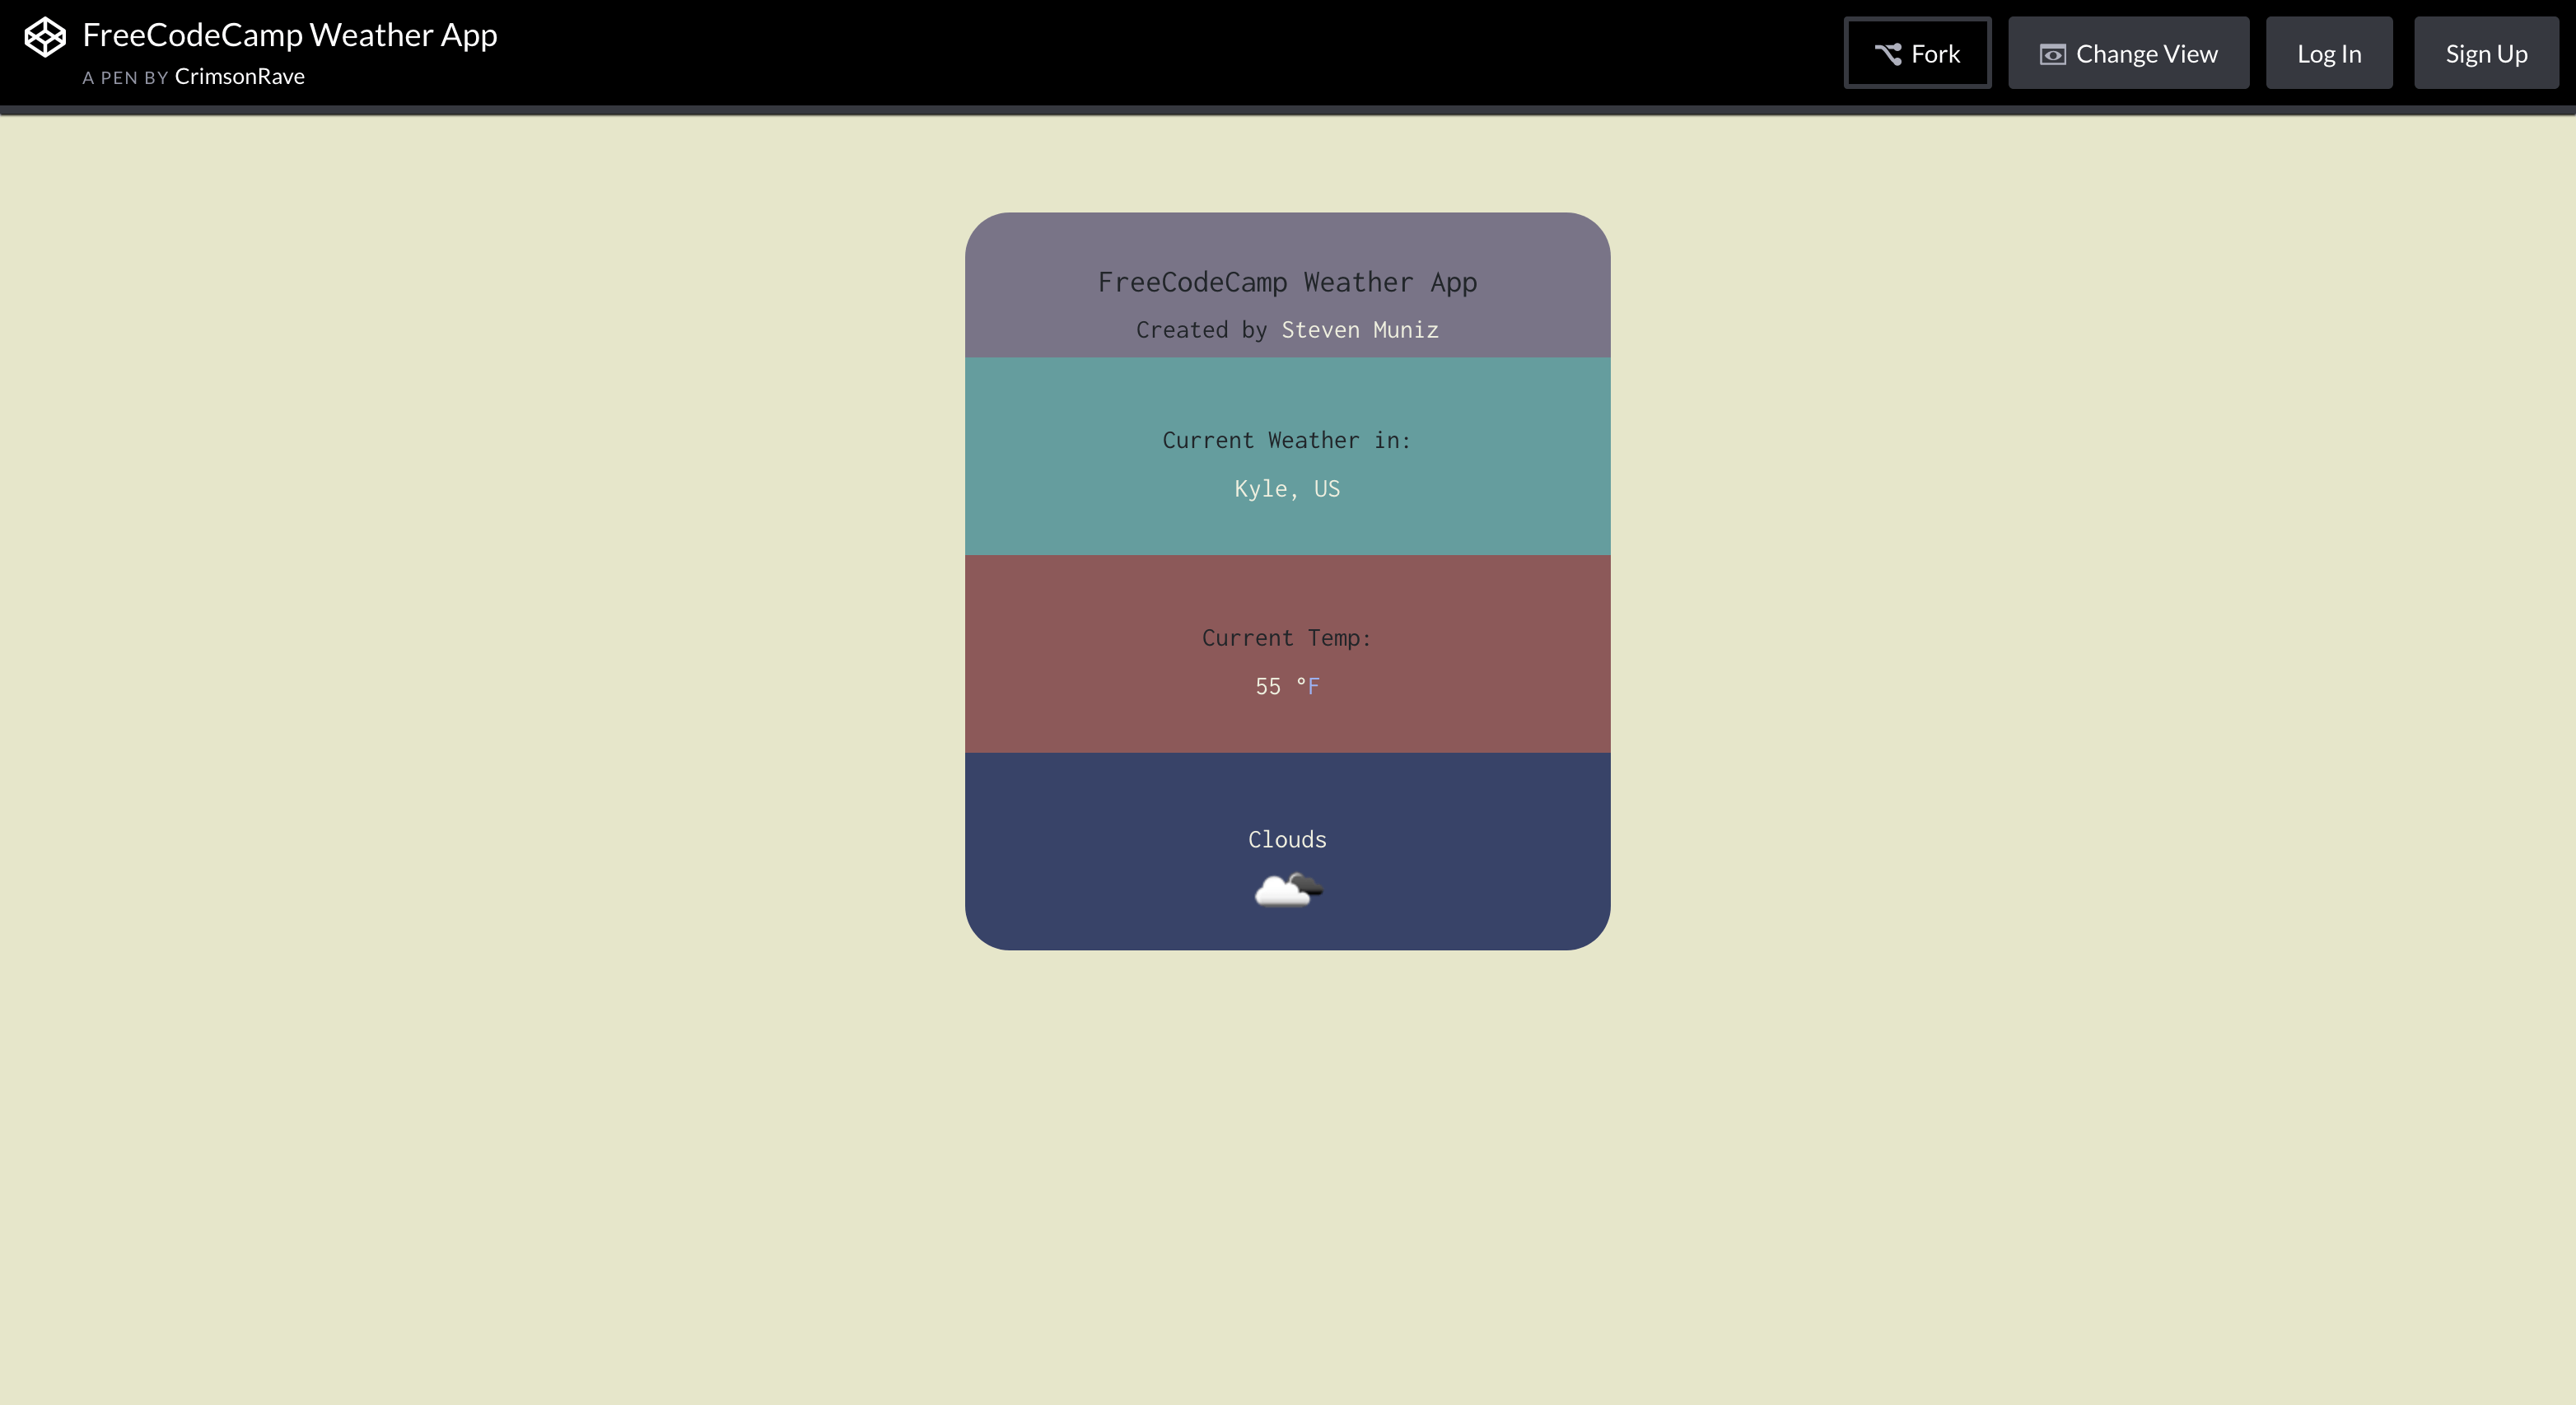 FreeCodeCamp Weather App
A PEN BY CrimsonRave
Fork
Change View
Log In
Sign Up
FreeCodeCamp Weather App
Created by Steven Muniz
Current Weather in:
Kyle, US
Current Temp:
55 °F
Clouds